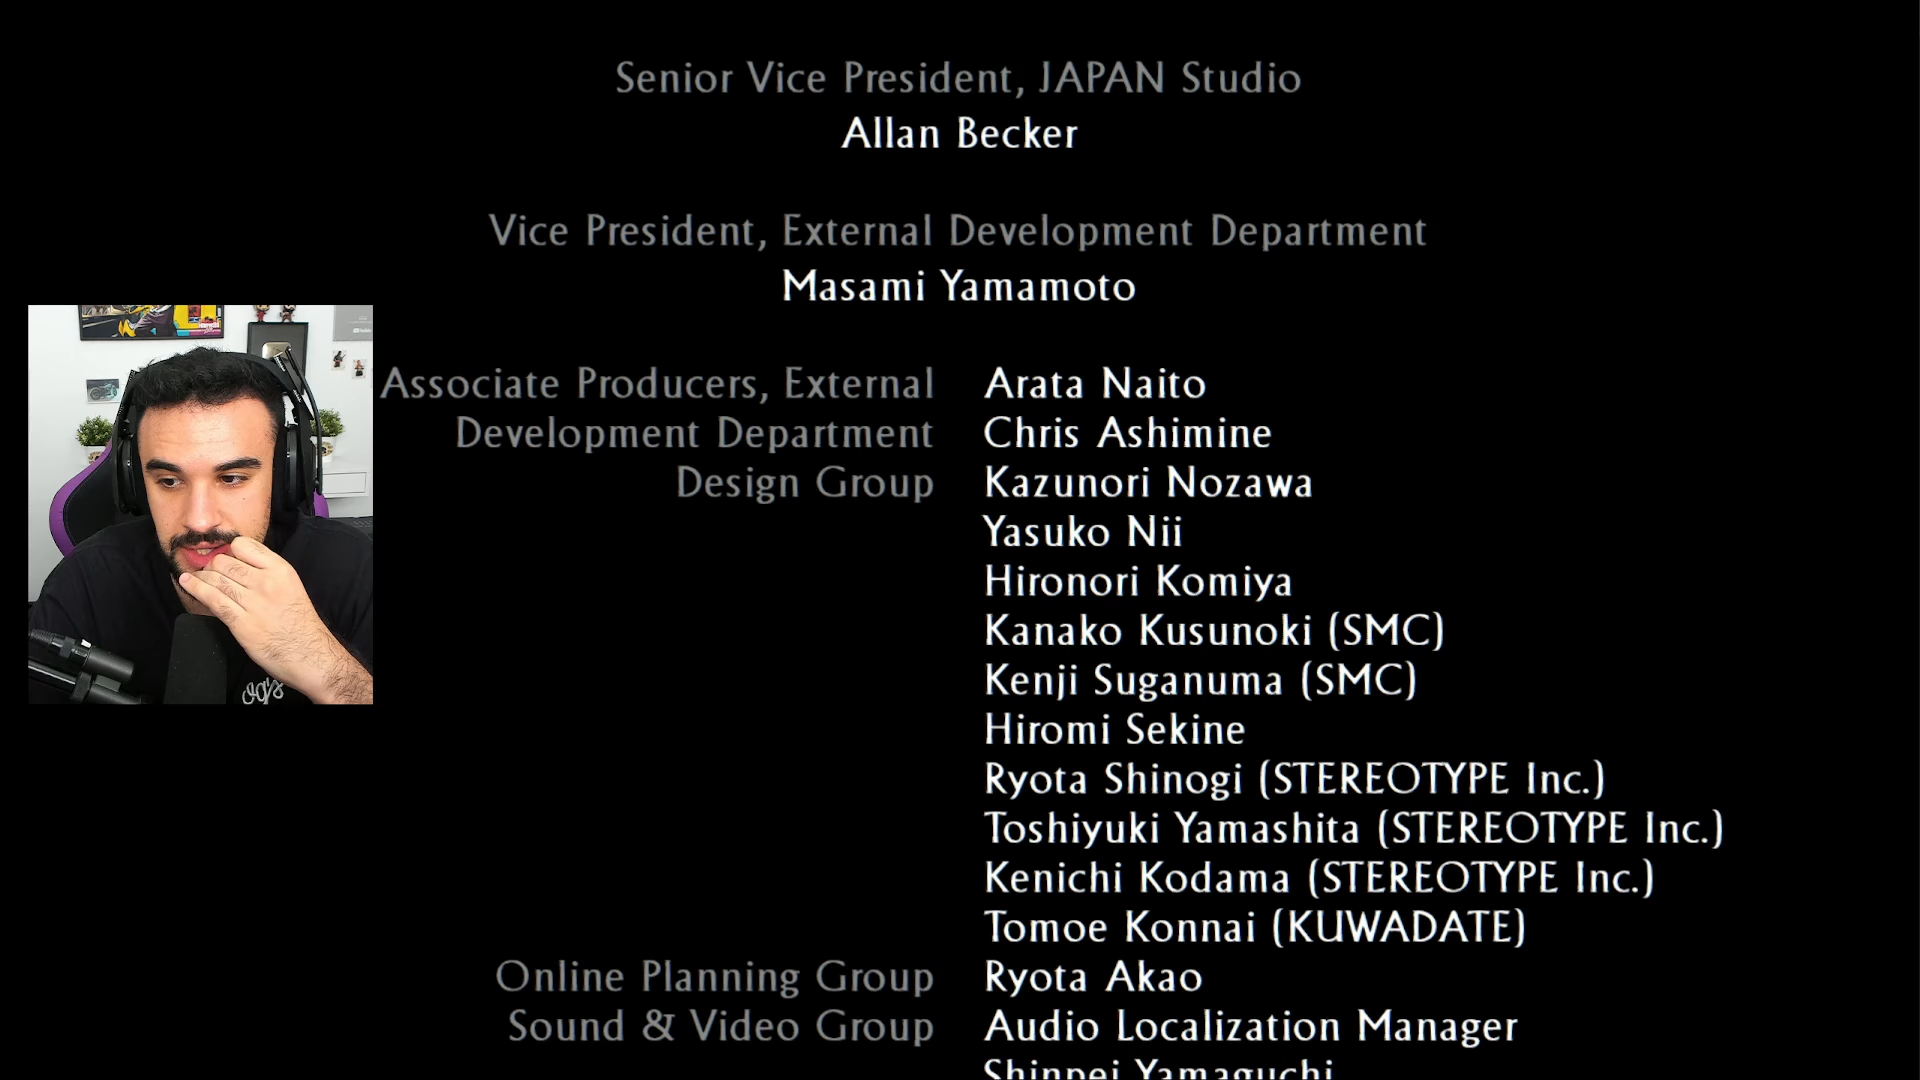 Senior Vice President, JAPAN Studio
Allan Becker
Vice President, External Development Department
Masami Yamamoto
Associate Producers, External Arata Naito
Development Department Chris Ashimine
Design Group Kazunori Nozawa
Yasuko Nii
Hironori Komiya
Kanako Kusunoki (SMC)
Kenji Suganuma (SMC)
Hiromi Sekine
Ryota Shinogi (STEREOTYPE Inc.)
Toshiyuki Yamashita (STEREOTYPE Inc.)
Kenichi Kodama (STEREOTYPE Inc.)
Tomoe Konnai (KUWADATE)
Online Planning Group Ryota Akao
Sound & Video Group Audio Localization Manager
Shinpei Yamaguchi